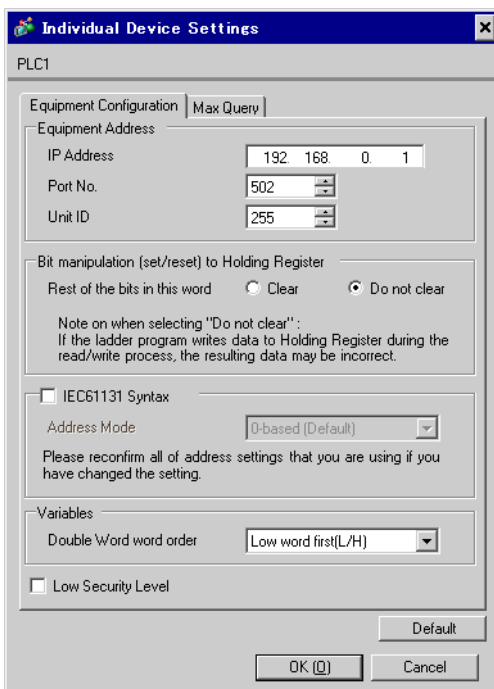 Individual Device Settings
PLC1
Equipment Configuration Max Query
Equipment Address
IP Address 192. 168. 0. 1
Port No. 502
Unit ID 255
Bit manipulation (set/reset) to Holding Register
Rest of the bits in this word Clear Do not clear
Note on when selecting "Do not clear" :
If the ladder program writes data to Holding Register during the
read/write process, the resulting data may be incorrect.
IEC61131 Syntax
Address Mode 0-based (Default)
Please reconfirm all of address settings that you are using if you
have changed the setting.
Variables
Double Word word order Low word first(L/H)
Low Security Level
Default
OK (O) Cancel